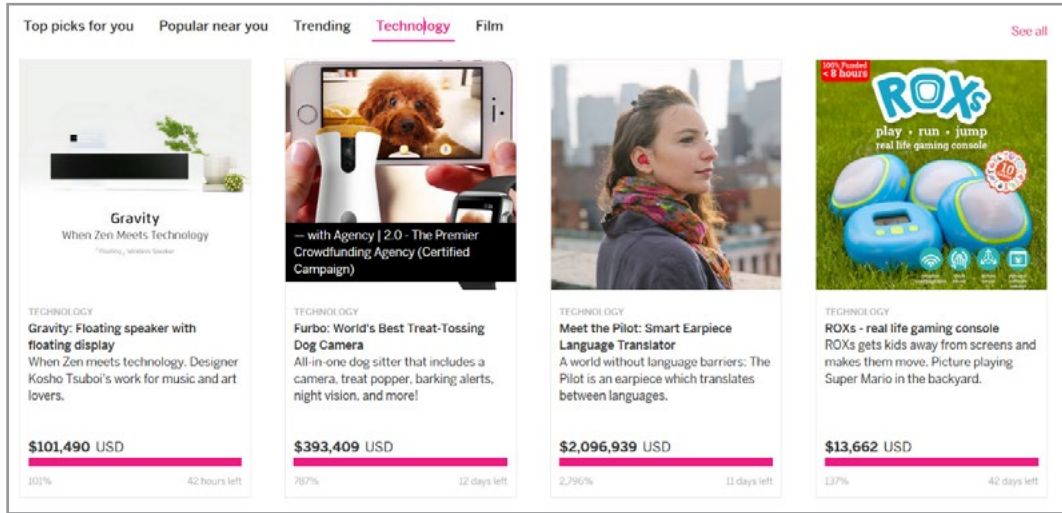 Top picks for you Popular near you Trending Technology Film
See all
Gravity
When Zen Meets Technology
Floating, Wireless Speaker
TECHNOLOGY
Gravity: Floating speaker with
floating display
When Zen meets technology. Designer
Kosho Tsuboi's work for music and art
lovers.
$101,490 USD
101% 42 hours left
— with Agency | 2.0 - The Premier
Crowdfunding Agency (Certified
Campaign)
TECHNOLOGY
Furbo: World's Best Treat-Tossing
Dog Camera
All-in-one dog sitter that includes a
camera, treat popper, barking alerts,
night vision, and more!
$393,409 USD
787% 12 days left
TECHNOLOGY
Meet the Pilot: Smart Earpiece
Language Translator
A world without language barriers: The
Pilot is an earpiece which translates
between languages.
$2,096,939 USD
2,796% 11 days left
100% Funded
< 8 hours
ROXs
play • run • jump
real life gaming console
10
TECHNOLOGY
ROXs - real life gaming console
ROXs gets kids away from screens and
makes them move. Picture playing
Super Mario in the backyard.
$13,662 USD
137% 42 days left